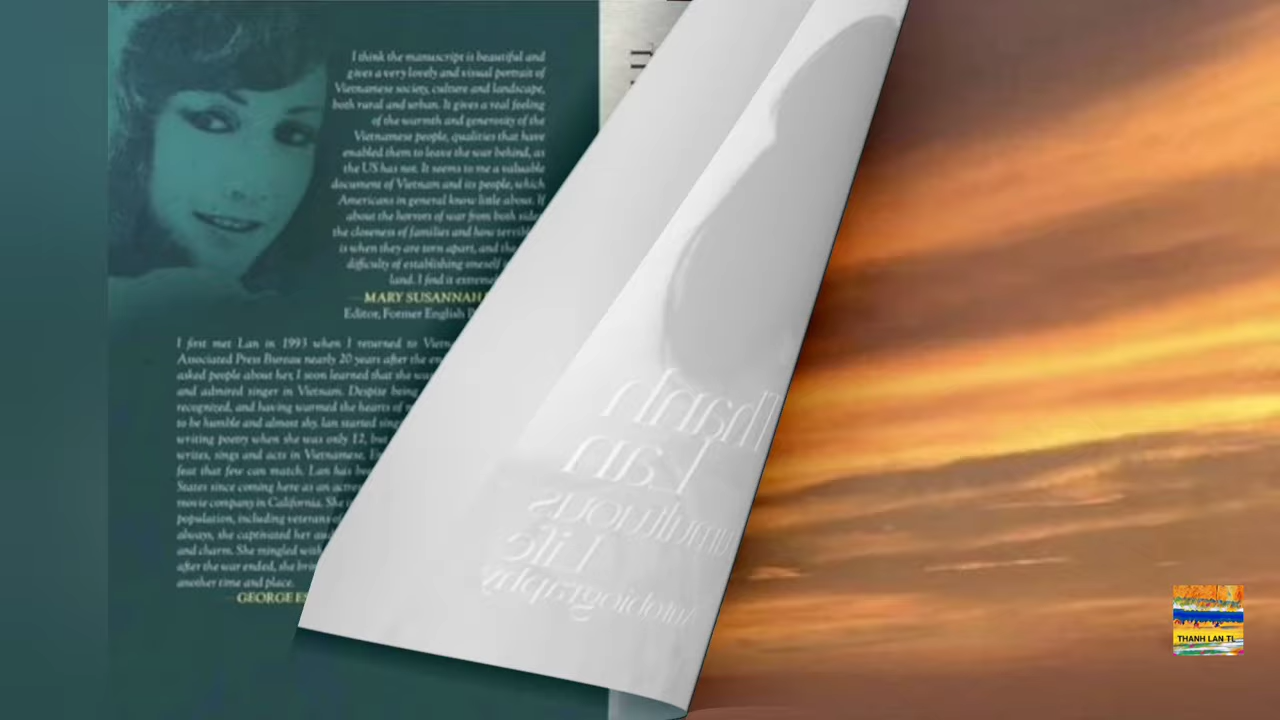 I think the manuscript is beautiful and
gives a very lovely and visual portrait of
Vietnamese society, culture and landscape,
both rural and urban. It gives a real feeling
of the warmth and generosity of the
Vietnamese people, qualities that have
enabled them to leave the war behind, as
the US has not. It seems to me a valuable
document of Vietnam and its people, which
Americans in general know little about. If
about the horrors of war from both
the closeness of families and how
is when they are torn apart, and the
difficulty of establishing oneself
land. I find it
MARY SUSANNAH
Editor, Former English
I first met Lan in 1993 when I returned to
Associated Press Bureau nearly 20 years after the
asked people about her, I soon learned that she
and admired singer in Vietnam. Despite being
recognized, and having warmed the hearts of
to be humble and almost shy. Lan started
writing poetry when she was only 12, but
writes, sings and acts in Vietnamese,
feat that few can match. Lan has
States since coming here as an
movie company in California. She
population, including veterans
always, she captivated her
and charm. She mingled with
after the war ended, she
another time and place.
GEORGE
Thanh
Lan
Tumultuous
Life
Autobiography
THANH LAN TL